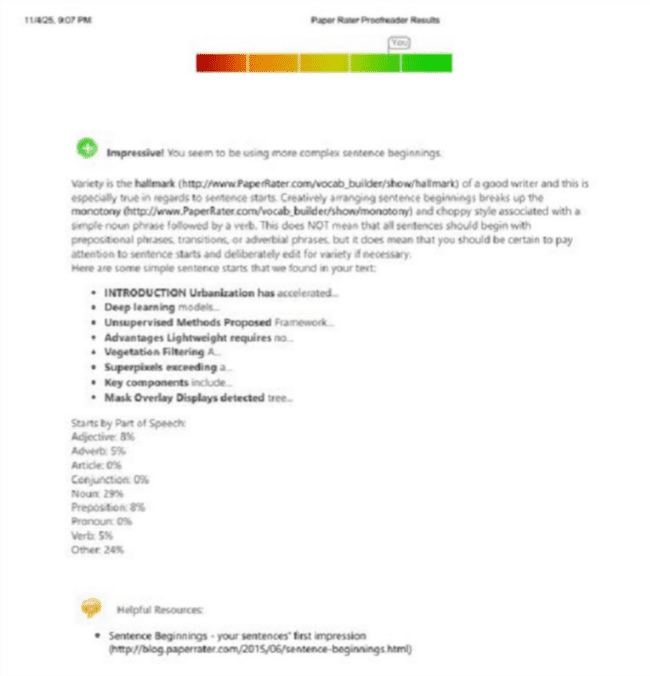 11/4/25, 9:07 PM Paper Rater Proofreader Results
You
Impressive! You seem to be using more complex sentence beginnings.
Variety is the hallmark (http://www.PaperRater.com/vocab_builder/show/hallmark) of a good writer and this is
especially true in regards to sentence starts. Creatively arranging sentence beginnings breaks up the
monotony (http://www.PaperRater.com/vocab_builder/show/monotony) and choppy style associated with a
simple noun phrase followed by a verb. This does NOT mean that all sentences should begin with
prepositional phrases, transitions, or adverbial phrases, but it does mean that you should be certain to pay
attention to sentence starts and deliberately edit for variety if necessary.
Here are some simple sentence starts that we found in your text:
• INTRODUCTION Urbanization has accelerated...
• Deep learning models...
• Unsupervised Methods Proposed Framework...
• Advantages Lightweight requires no...
• Vegetation Filtering A...
• Superpixels exceeding a...
• Key components include...
• Mask Overlay Displays detected tree...
Starts by Part of Speech:
Adjective: 8%
Adverb: 5%
Article: 0%
Conjunction: 0%
Noun: 29%
Preposition: 8%
Pronoun: 0%
Verb: 5%
Other: 24%
Helpful Resources:
• Sentence Beginnings - your sentences' first impression
(http://blog.paperrater.com/2015/06/sentence-beginnings.html)